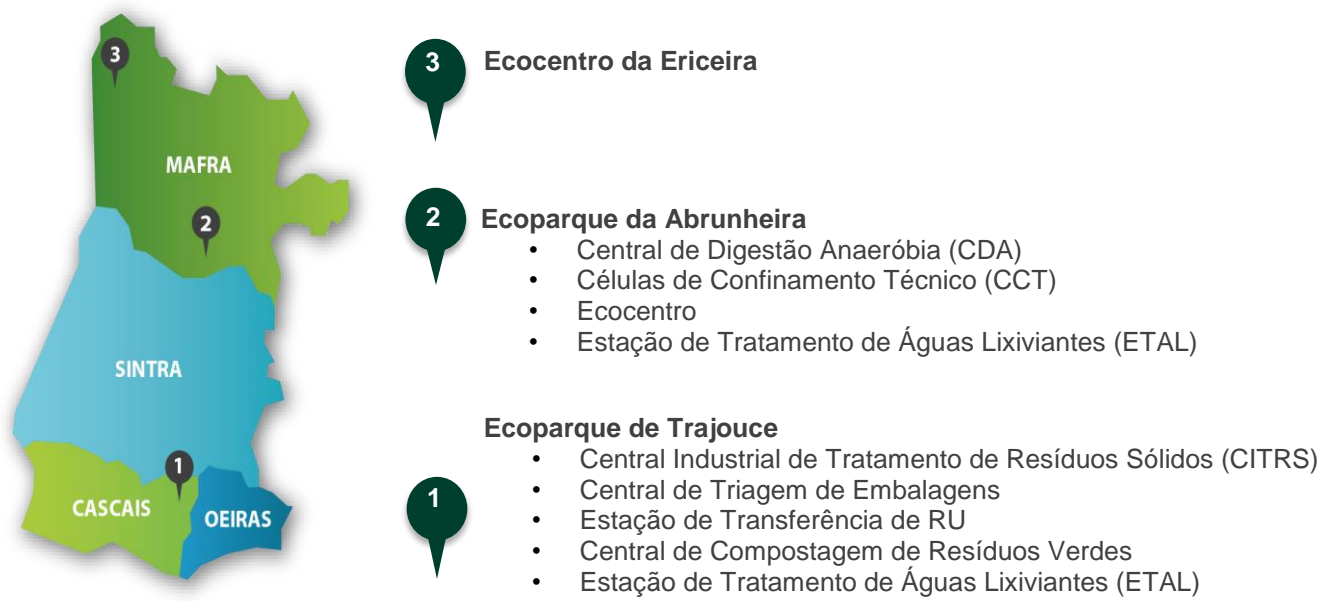 3
MAFRA
2
SINTRA
1
CASCAIS
OEIRAS
3
Ecocentro da Ericeira
2
Ecoparque da Abrunheira
• Central de Digestão Anaeróbia (CDA)
• Células de Confinamento Técnico (CCT)
• Ecocentro
• Estação de Tratamento de Águas Lixiviantes (ETAL)
Ecoparque de Trajouce
1
• Central Industrial de Tratamento de Resíduos Sólidos (CITRS)
• Central de Triagem de Embalagens
• Estação de Transferência de RU
• Central de Compostagem de Resíduos Verdes
• Estação de Tratamento de Águas Lixiviantes (ETAL)